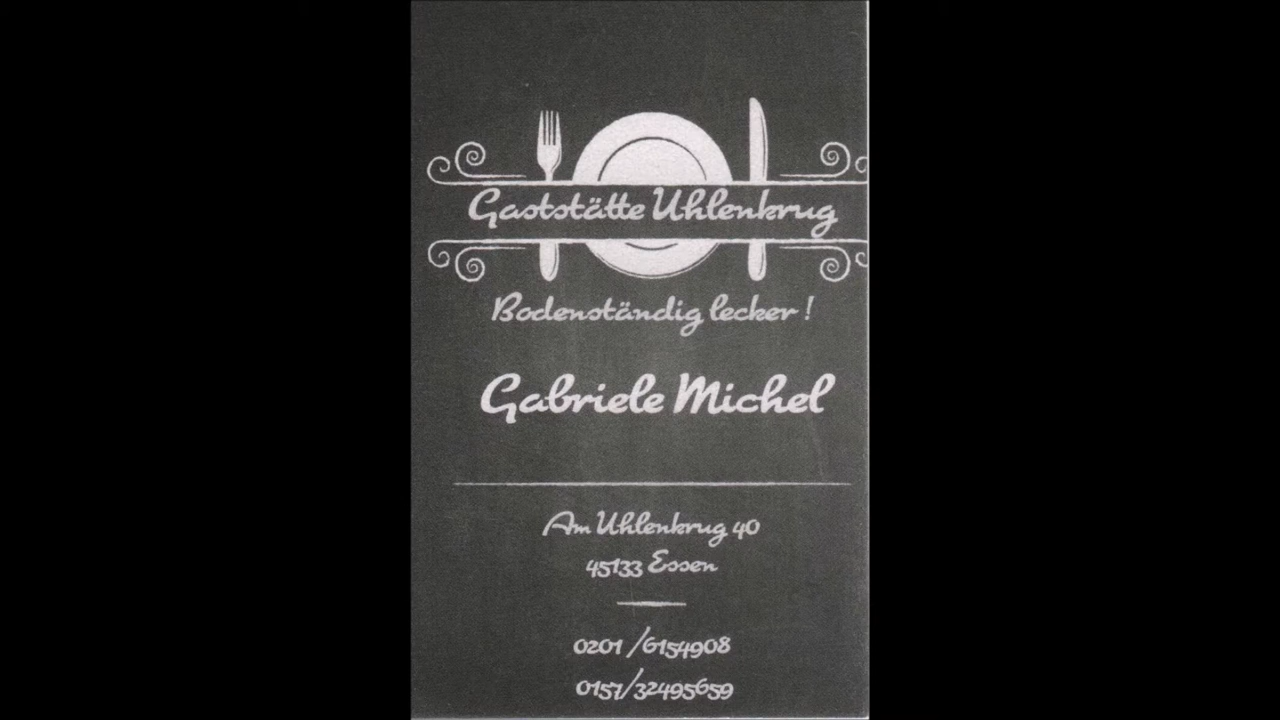 Gaststätte Uhlenkrug
Bodenständig lecker !
Gabriele Michel
Am Uhlenkrug 40
45133 Essen
0201 /6154908
0157/32495659